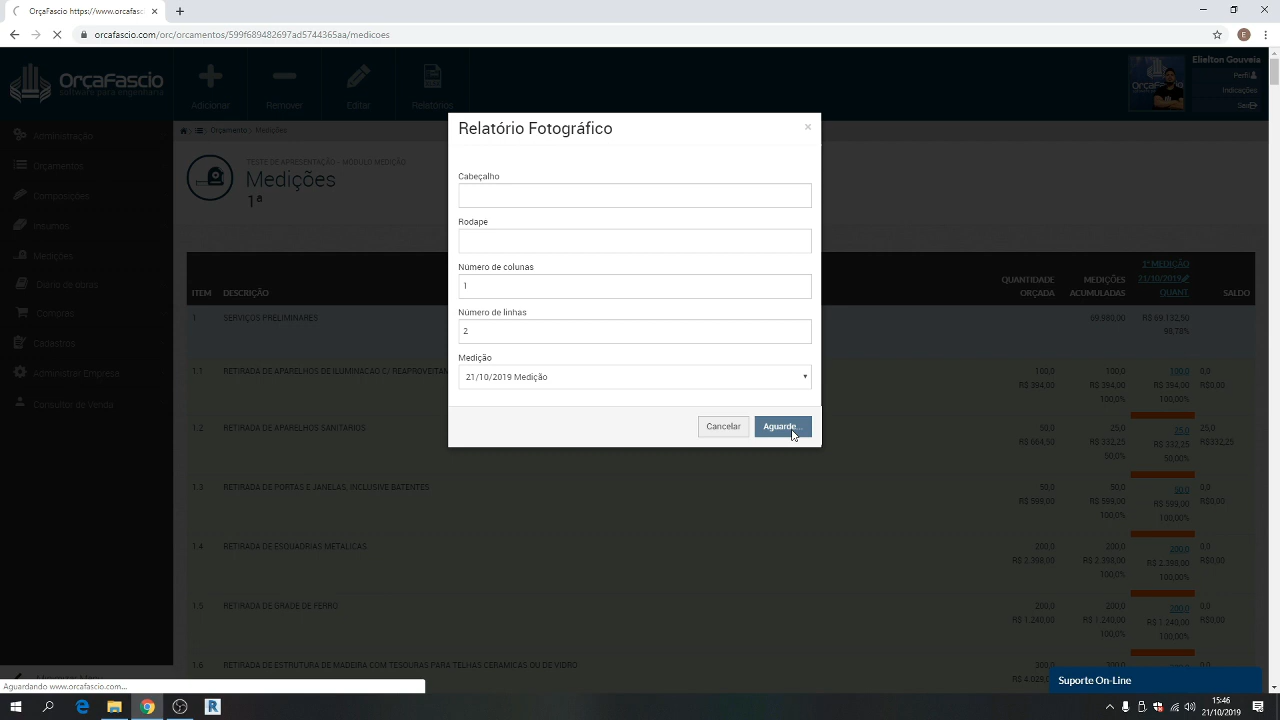 https://www.orcafascio.com/orc
orcafascio.com/orc/orcamentos/599f689482697ad5744365aa/medicoes
OrçaFascio
software para engenharia
Adicionar
Remover
Editar
Relatórios
Elielton Gouveia
Perfil
Indicações
Sair
Administração
Orçamentos
Composições
Insumos
Medições
Diario de obras
Compras
Cadastros
Administrar Empresa
Consultor de Venda
Orçamento > Medições
TESTE DE APRESENTAÇÃO - MÓDULO MEDIÇÃO
Medições
1ª
Relatório Fotográfico
×
Cabeçalho
Rodape
Número de colunas
1
Número de linhas
2
Medição
21/10/2019 Medição
Cancelar
Aguarde...
ITEM
DESCRIÇÃO
QUANTIDADE ORÇADA
MEDIÇÕES ACUMULADAS
1ª MEDIÇÃO
21/10/2019
QUANT.
SALDO
1 SERVIÇOS PRELIMINARES 69.980,00 R$ 69.132,50
98,78%
1.1 RETIRADA DE APARELHOS DE ILUMINACAO C/ REAPROVEITAM 100,0 100,0 100,0 0,0
R$ 394,00 R$ 394,00 R$ 394,00 R$0,00
100,0% 100,00%
1.2 RETIRADA DE APARELHOS SANITARIOS 50,0 25,0 25,0 25,0
R$ 664,50 R$ 332,25 R$ 332,25 R$332,25
50,0% 50,00%
1.3 RETIRADA DE PORTAS E JANELAS, INCLUSIVE BATENTES 50,0 50,0 50,0 0,0
R$ 599,00 R$ 599,00 R$ 599,00 R$0,00
100,0% 100,00%
1.4 RETIRADA DE ESQUADRIAS METALICAS 200,0 200,0 200,0 0,0
R$ 2.398,00 R$ 2.398,00 R$ 2.398,00 R$0,00
100,0% 100,00%
1.5 RETIRADA DE GRADE DE FERRO 200,0 200,0 200,0 0,0
R$ 1.240,00 R$ 1.240,00 R$ 1.240,00 R$0,00
100,0% 100,00%
1.6 RETIRADA DE ESTRUTURA DE MADEIRA COM TESOURAS PARA TELHAS CERAMICAS OU DE VIDRO 300,0 300,0
Aguardando www.orcafascio.com...
Suporte On-Line
15:46
21/10/2019